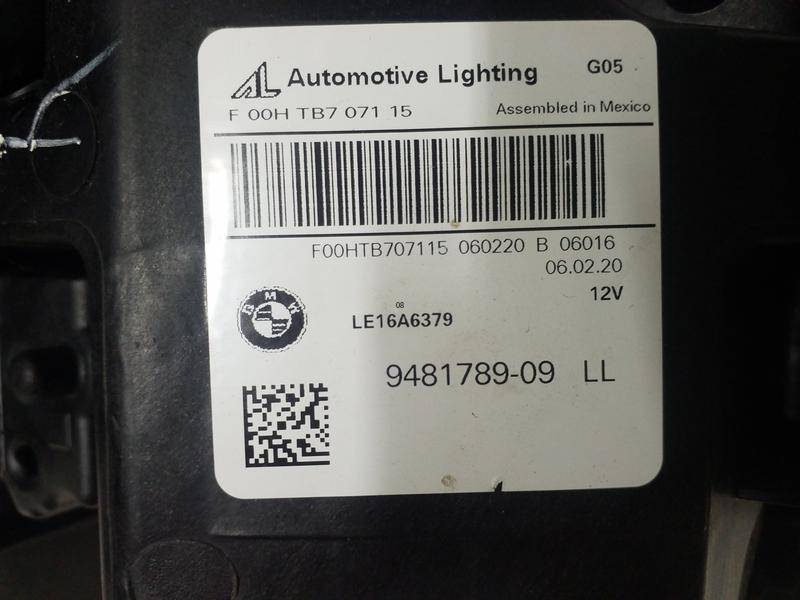 AL Automotive Lighting G05
F 00H TB7 071 15 Assembled in Mexico
F00HTB707115 060220 B 06016
06.02.20
12V
BMW
08
LE16A6379
9481789-09 LL